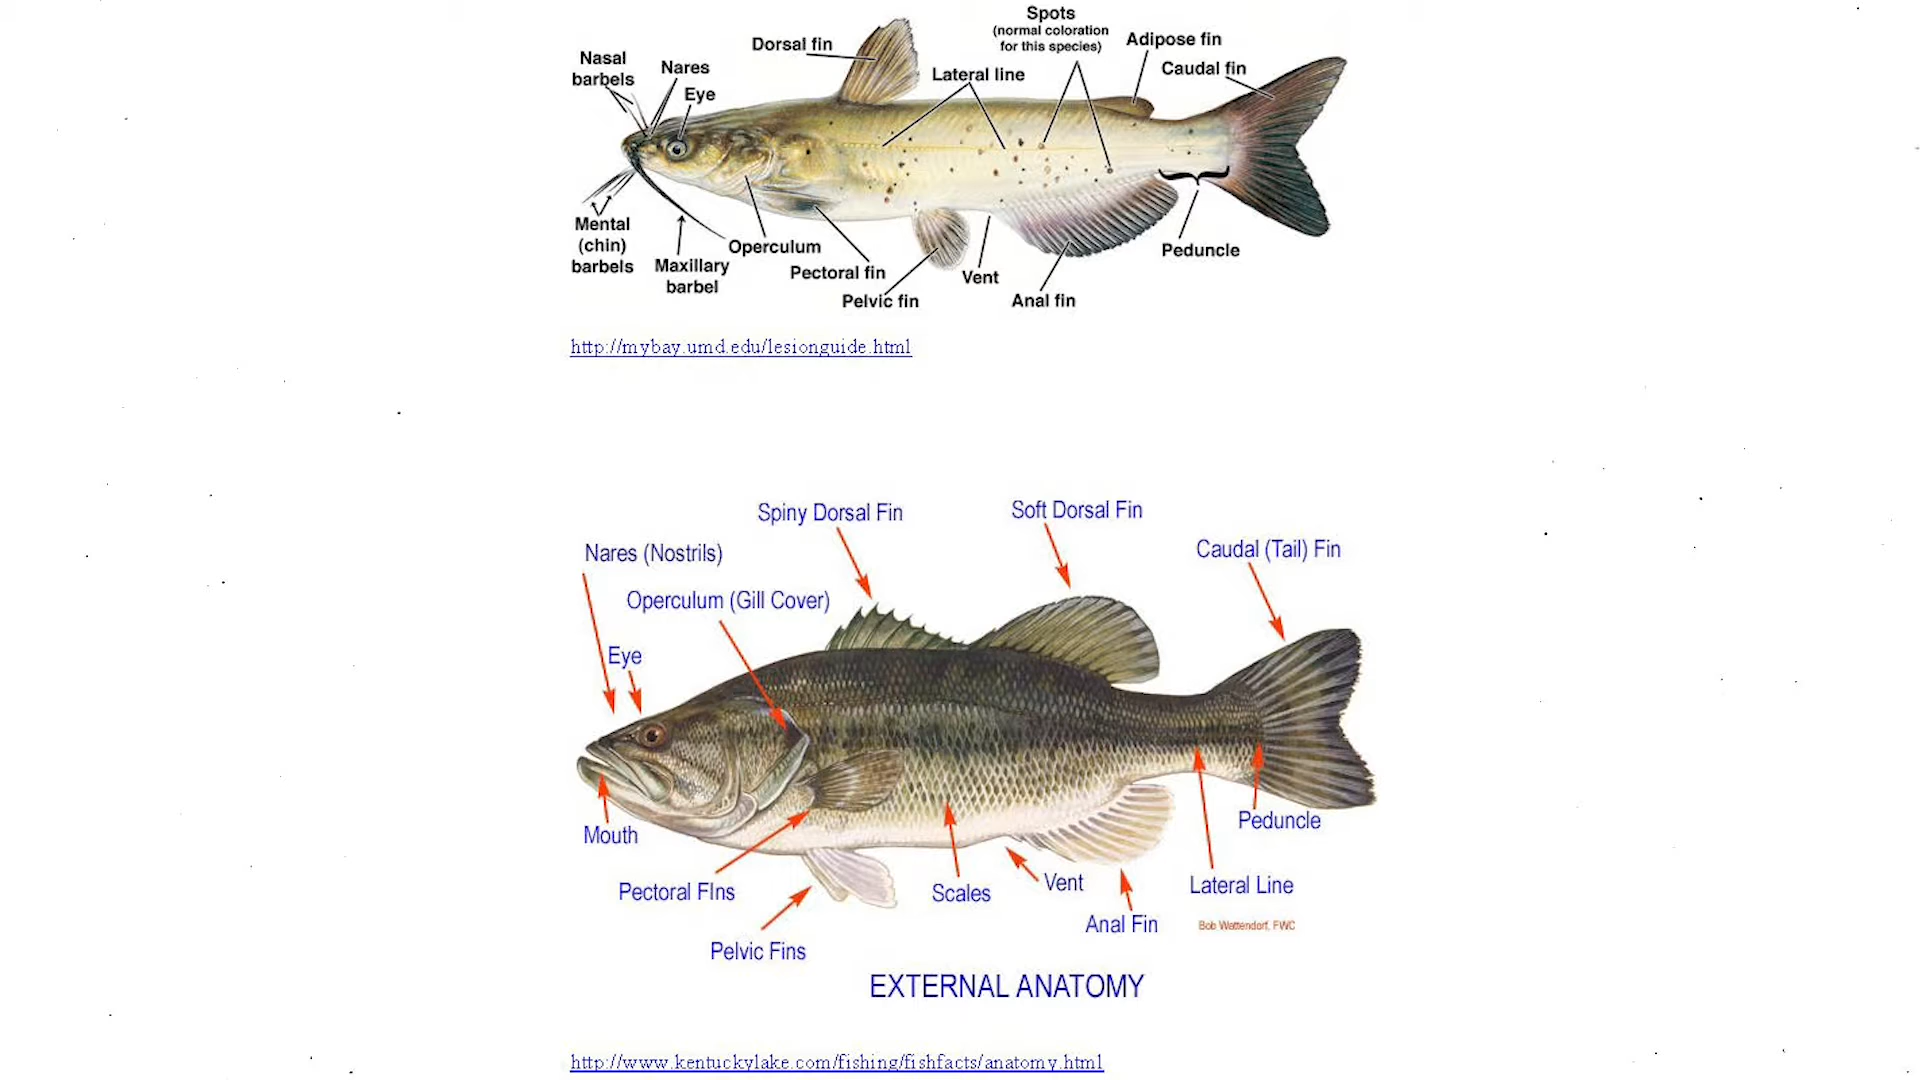 Spots
(normal coloration
for this species)
Dorsal fin
Adipose fin
Nasal
barbels
Nares
Lateral line
Caudal fin
Eye
Mental
(chin)
barbels
Maxillary
barbel
Operculum
Pectoral fin
Pelvic fin
Vent
Anal fin
Peduncle
http://mybay.umd.edu/lesionguide.html
Spiny Dorsal Fin
Soft Dorsal Fin
Nares (Nostrils)
Caudal (Tail) Fin
Operculum (Gill Cover)
Eye
Mouth
Peduncle
Pectoral FIns
Scales
Vent
Lateral Line
Anal Fin
Bob Wattendorf, FWC
Pelvic Fins
EXTERNAL ANATOMY
http://www.kentuckylake.com/fishing/fishfacts/anatomy.html